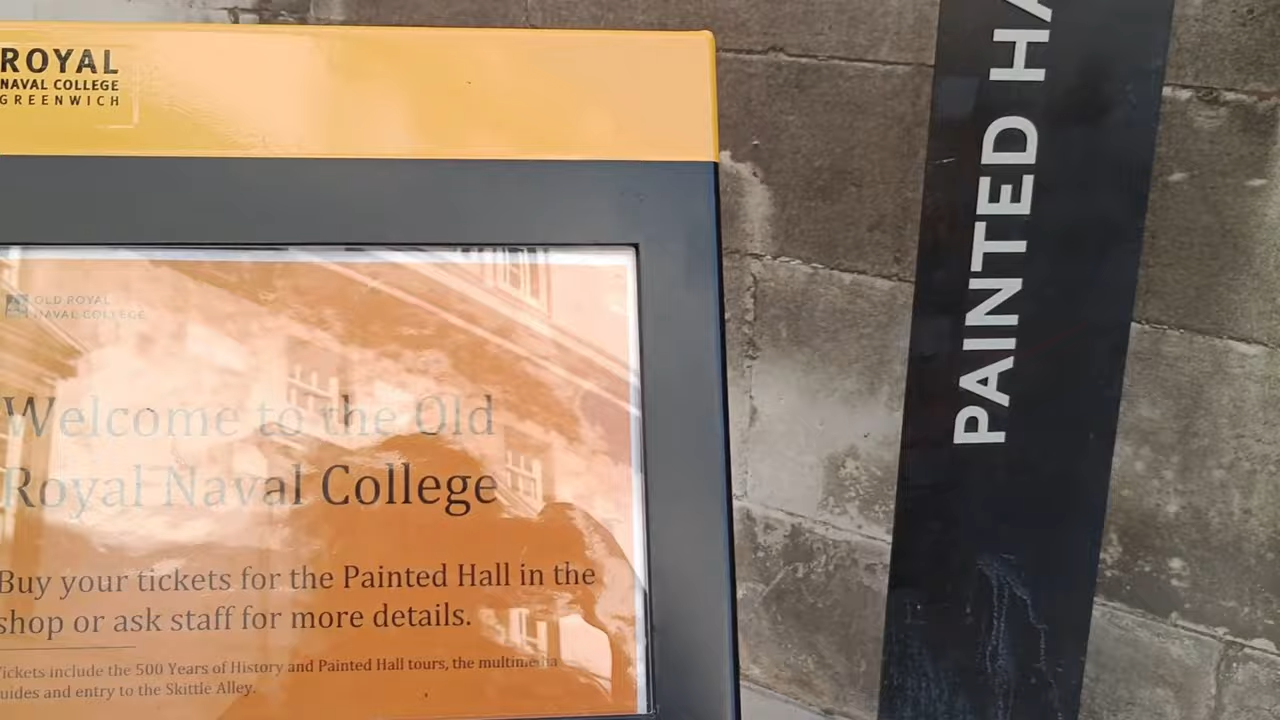 ROYAL
NAVAL COLLEGE
GREENWICH
OLD ROYAL
NAVAL COLLEGE
Welcome to the Old
Royal Naval College
Buy your tickets for the Painted Hall in the
shop or ask staff for more details.
Tickets include the 500 Years of History and Painted Hall tours, the multimedia
uides and entry to the Skittle Alley.
PAINTED HA